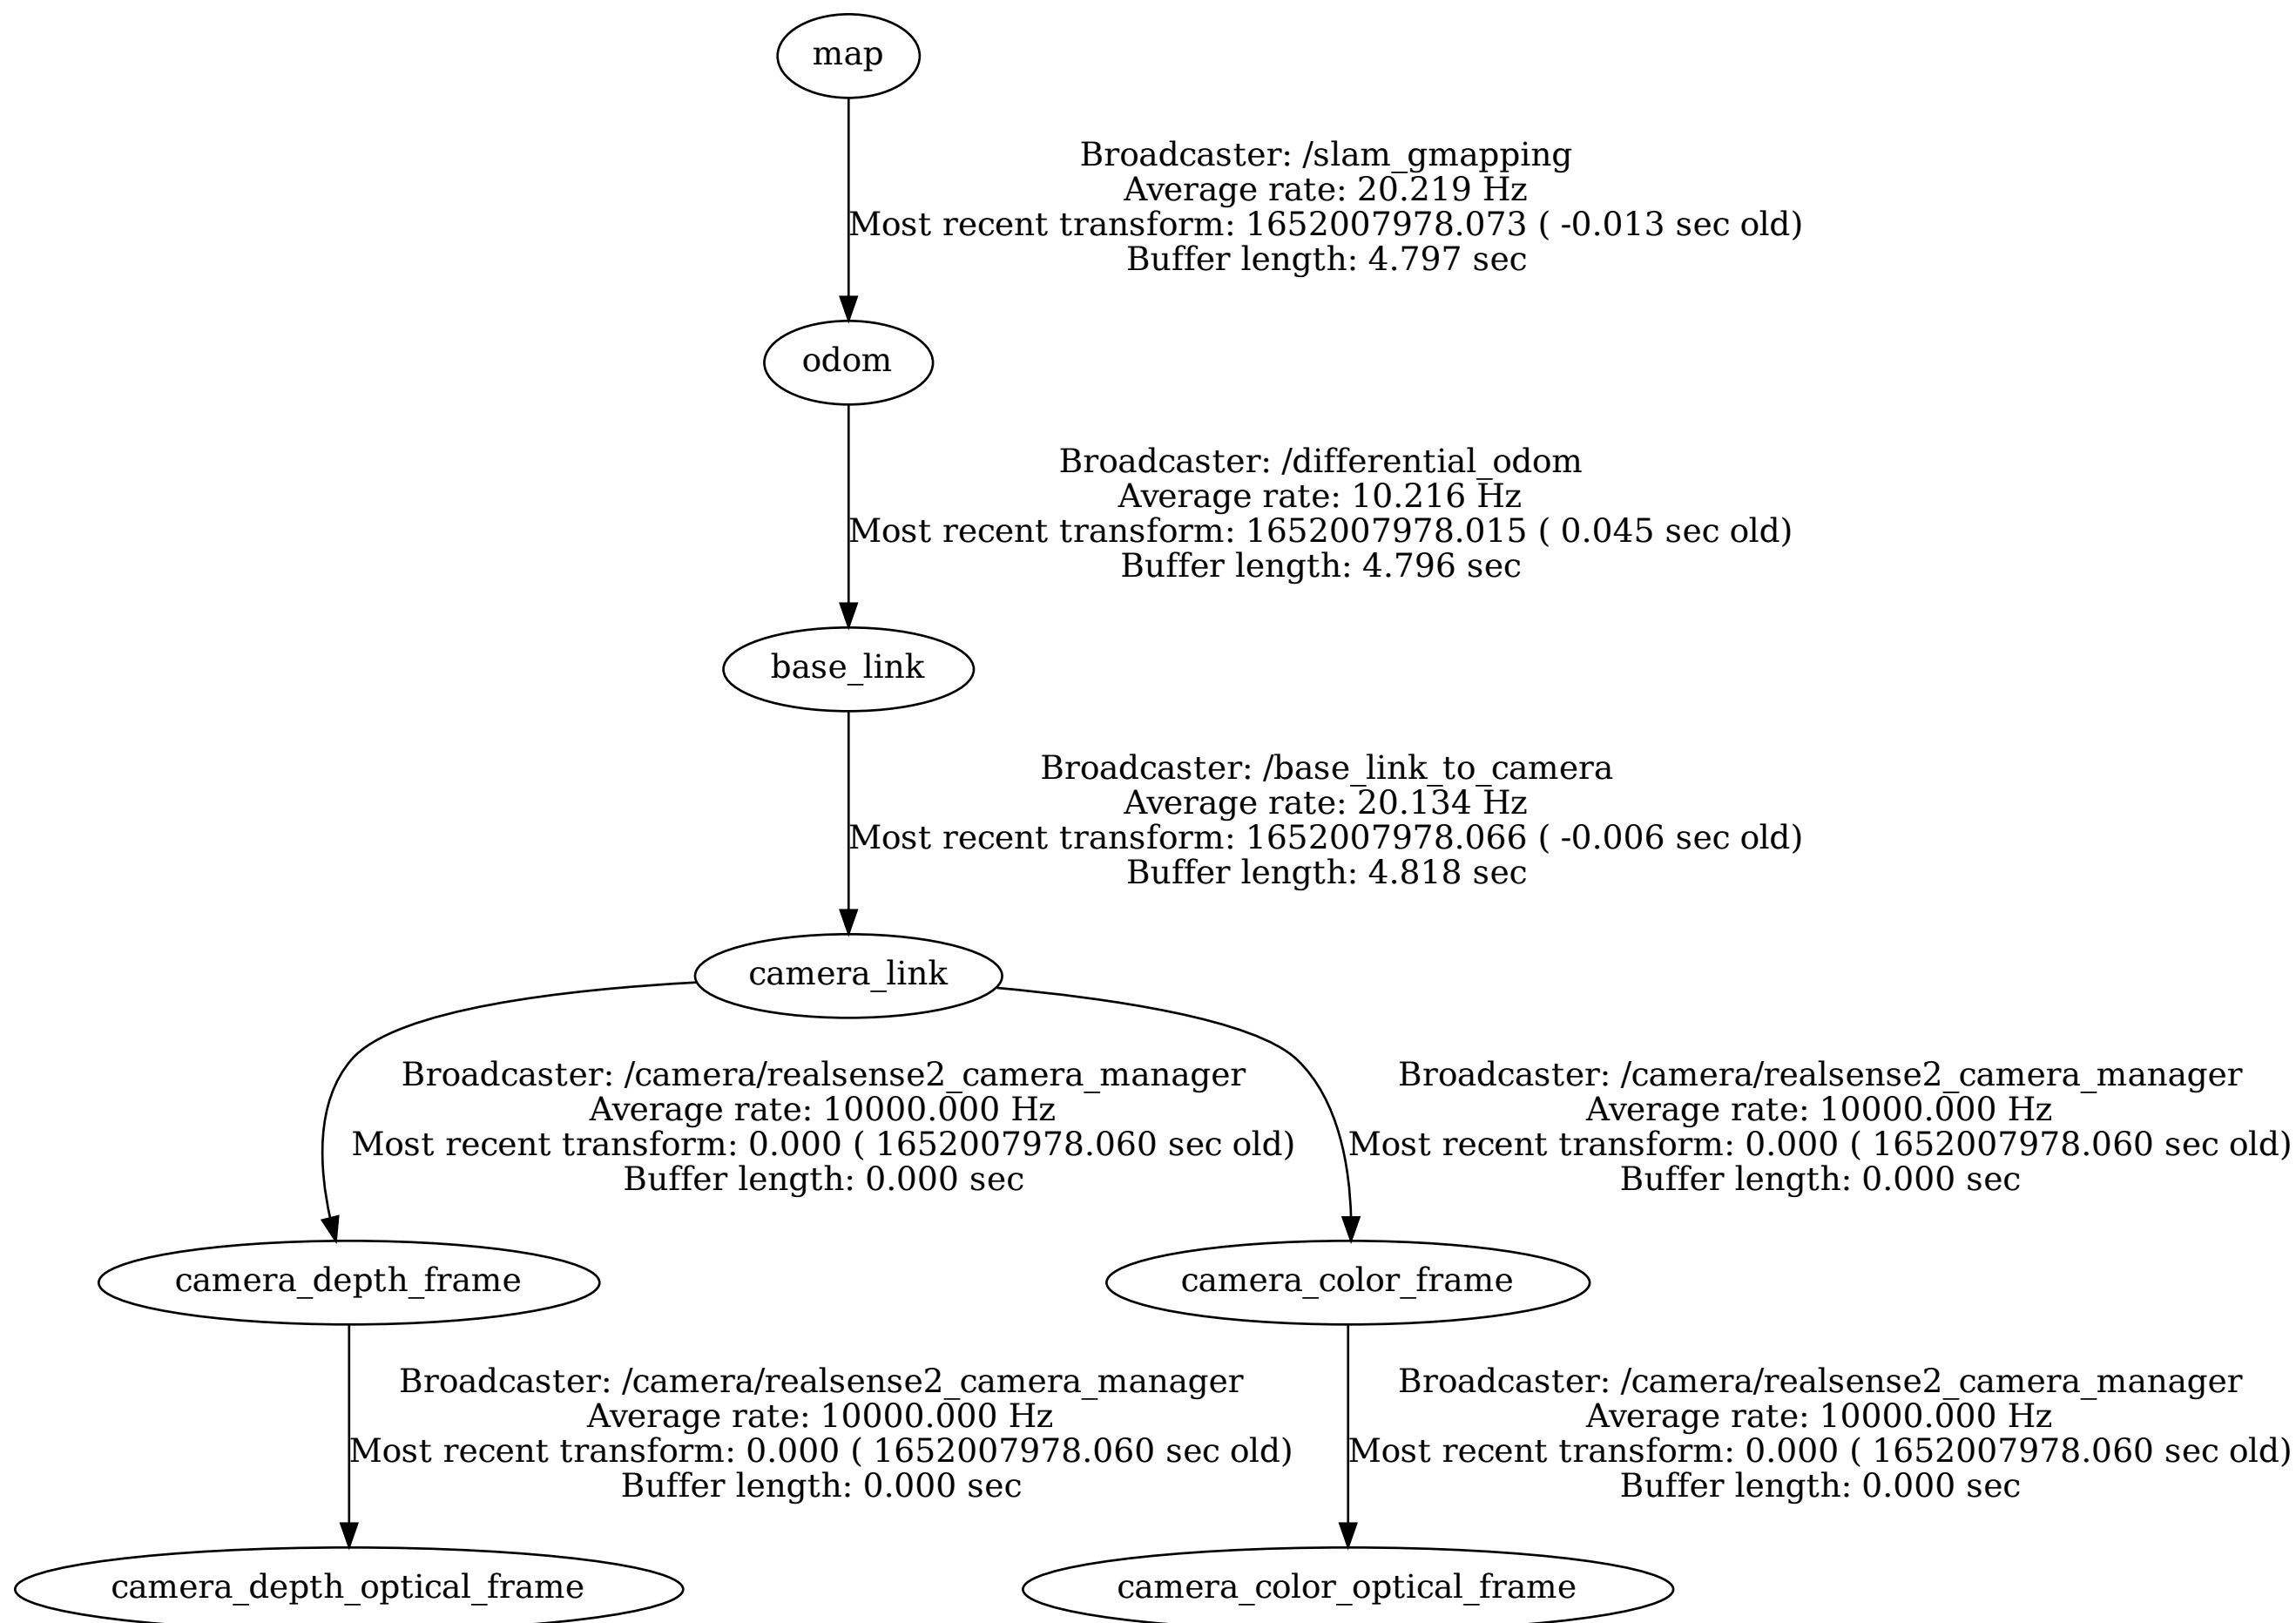 map
Broadcaster: /slam_gmapping
Average rate: 20.219 Hz
Most recent transform: 1652007978.073 ( -0.013 sec old)
Buffer length: 4.797 sec
odom
Broadcaster: /differential_odom
Average rate: 10.216 Hz
Most recent transform: 1652007978.015 ( 0.045 sec old)
Buffer length: 4.796 sec
base_link
Broadcaster: /base_link_to_camera
Average rate: 20.134 Hz
Most recent transform: 1652007978.066 ( -0.006 sec old)
Buffer length: 4.818 sec
camera_link
Broadcaster: /camera/realsense2_camera_manager
Average rate: 10000.000 Hz
Most recent transform: 0.000 ( 1652007978.060 sec old)
Buffer length: 0.000 sec
Broadcaster: /camera/realsense2_camera_manager
Average rate: 10000.000 Hz
Most recent transform: 0.000 ( 1652007978.060 sec old)
Buffer length: 0.000 sec
camera_depth_frame
camera_color_frame
Broadcaster: /camera/realsense2_camera_manager
Average rate: 10000.000 Hz
Most recent transform: 0.000 ( 1652007978.060 sec old)
Buffer length: 0.000 sec
Broadcaster: /camera/realsense2_camera_manager
Average rate: 10000.000 Hz
Most recent transform: 0.000 ( 1652007978.060 sec old)
Buffer length: 0.000 sec
camera_depth_optical_frame
camera_color_optical_frame